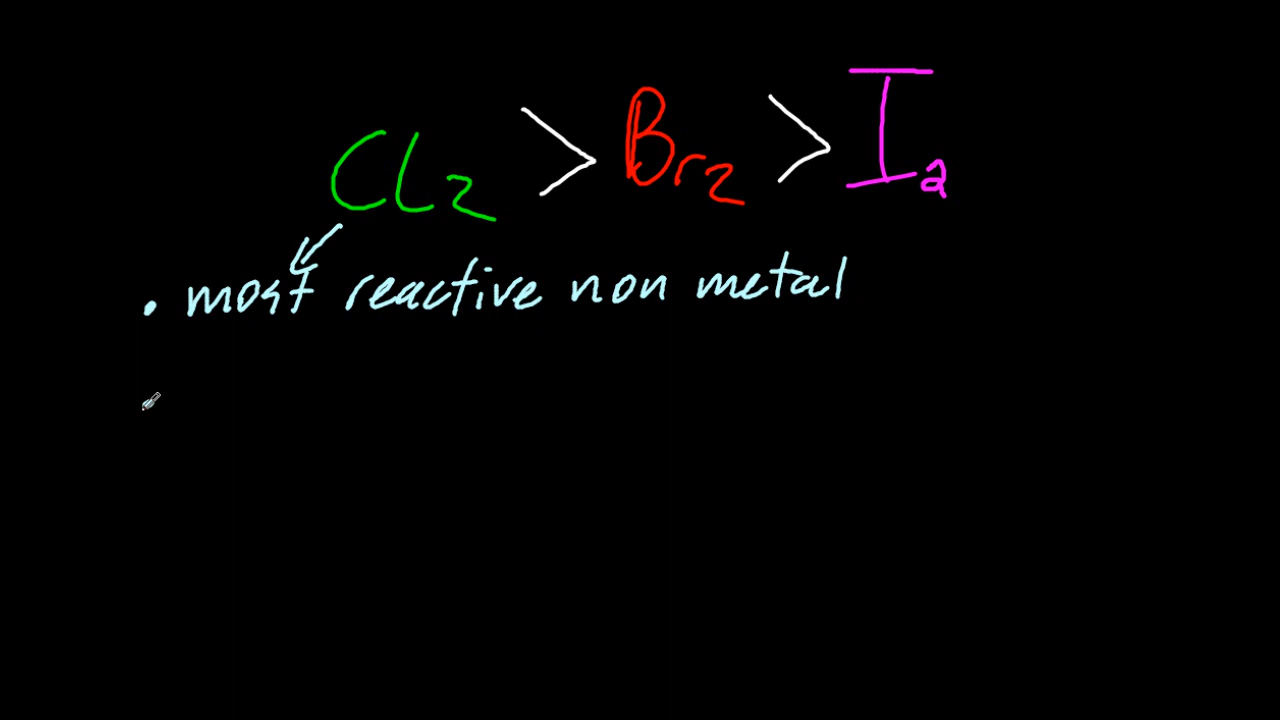 Cl₂ > Br₂ > I₂
• most reactive non metal